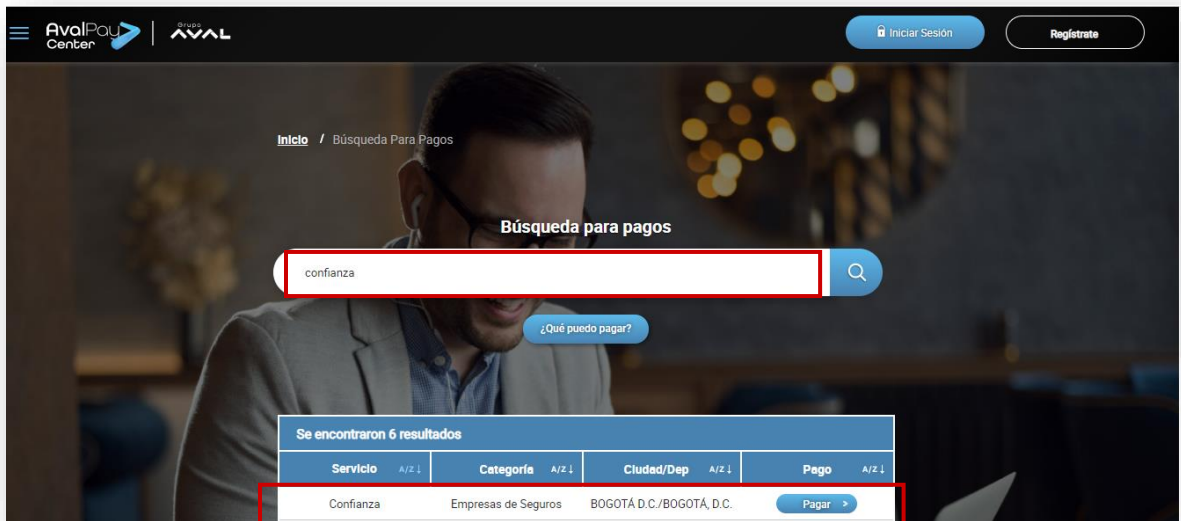 AvalPay Center Grupo AVAL Iniciar Sesión Regístrate
Inicio / Búsqueda Para Pagos
Búsqueda para pagos
confianza
¿Qué puedo pagar?
Se encontraron 6 resultados
Servicio A/Z↓ Categoría A/Z↓ Ciudad/Dep A/Z↓ Pago A/Z↓
Confianza Empresas de Seguros BOGOTÁ D.C./BOGOTÁ, D.C. Pagar >